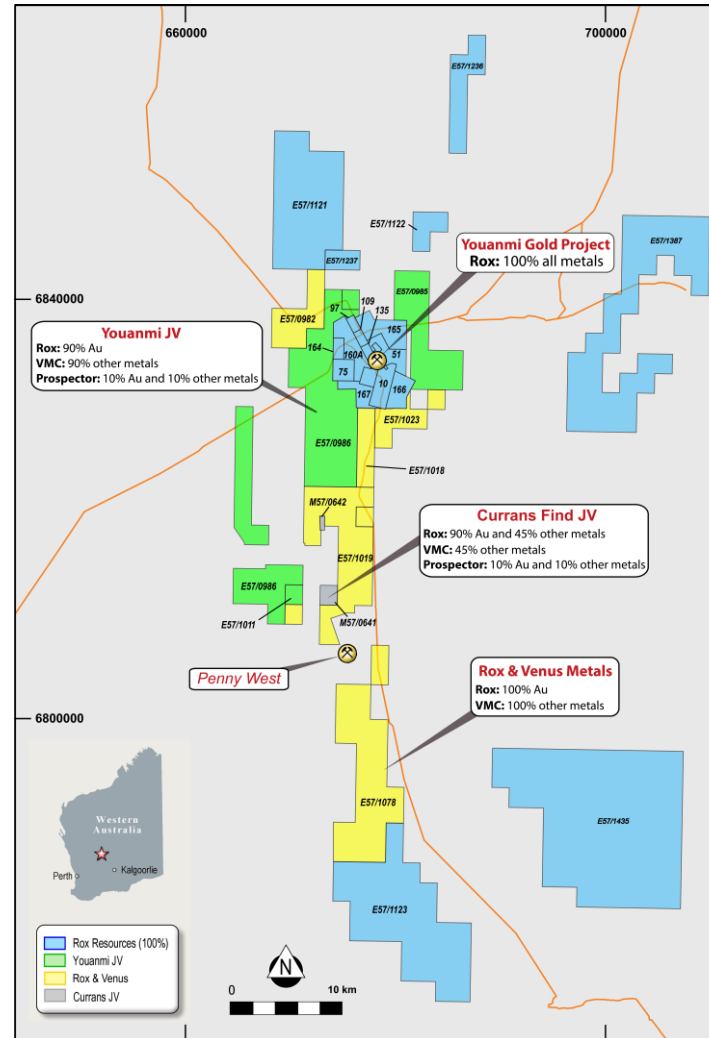 660000
700000
E57/1236
E57/1121
E57/1122
E57/1387
Youanmi Gold Project
Rox: 100% all metals
E57/1237
E57/0985
6840000
109
135
97
E57/0982
165
164
160A
51
75
10
166
167
Youanmi JV
Rox: 90% Au
VMC: 90% other metals
Prospector: 10% Au and 10% other metals
E57/1023
E57/0986
E57/1018
M57/0642
Currans Find JV
Rox: 90% Au and 45% other metals
VMC: 45% other metals
Prospector: 10% Au and 10% other metals
E57/1019
E57/0986
E57/1011
M57/0641
Penny West
Rox & Venus Metals
Rox: 100% Au
VMC: 100% other metals
6800000
E57/1078
E57/1435
Western
Australia
Kalgoorlie
Perth
E57/1123
Rox Resources (100%)
Youanmi JV
Rox & Venus
Currans JV
N
0
10 km